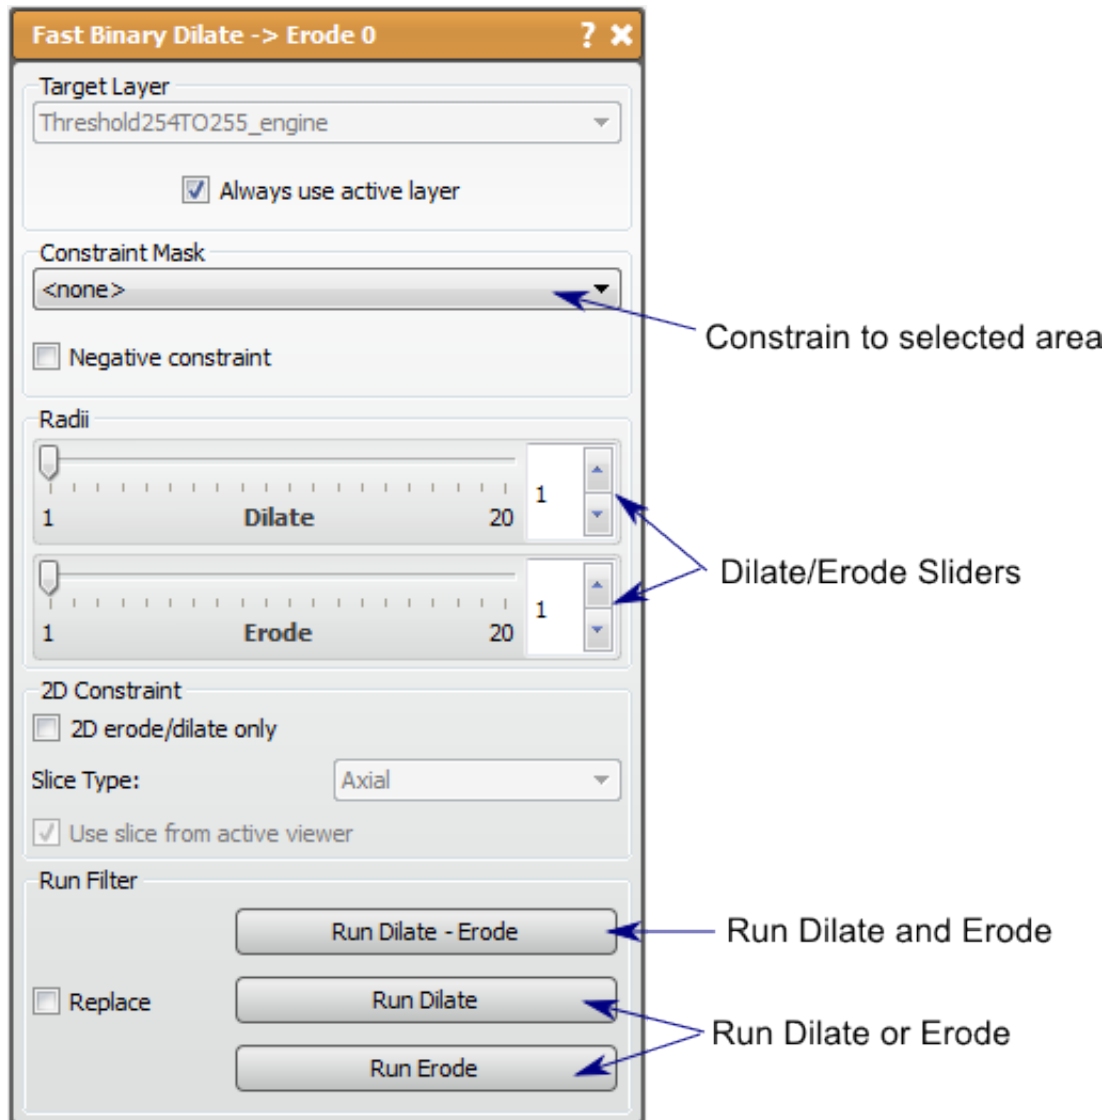 Fast Binary Dilate -> Erode 0 ?
Target Layer
Threshold254TO255_engine
Always use active layer
Constraint Mask
<none>
Constrain to selected area
Negative constraint
Radii
1
1 Dilate 20
Dilate/Erode Sliders
1
1 Erode 20
2D Constraint
2D erode/dilate only
Slice Type: Axial
Use slice from active viewer
Run Filter
Run Dilate - Erode
Run Dilate and Erode
Replace Run Dilate
Run Dilate or Erode
Run Erode